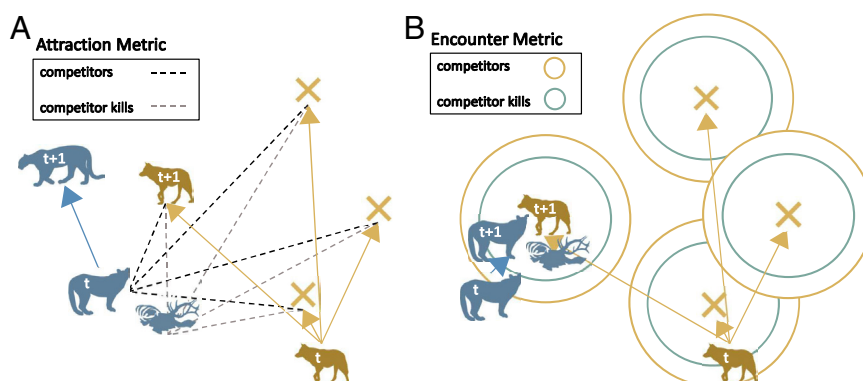 A
Attraction Metric
competitors
competitor kills
t+1
t+1
t
t
B
Encounter Metric
competitors
competitor kills
t+1
t+1
t
t